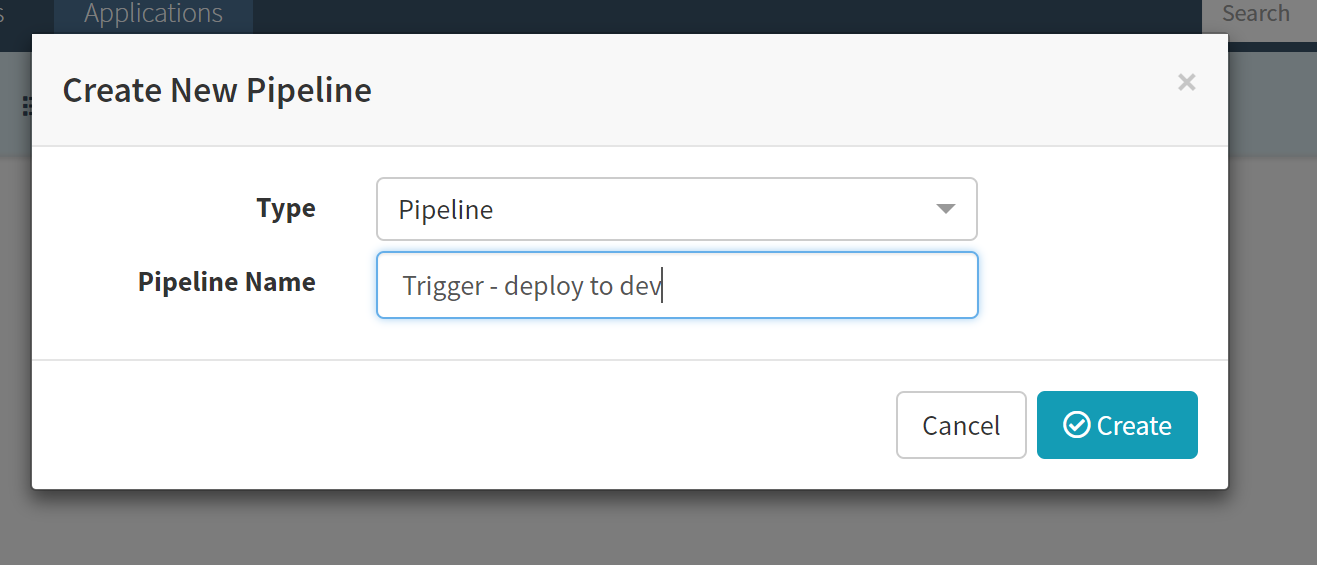 Applications
Search
Create New Pipeline
×
Type
Pipeline
Pipeline Name
Trigger - deploy to dev
Cancel
Create